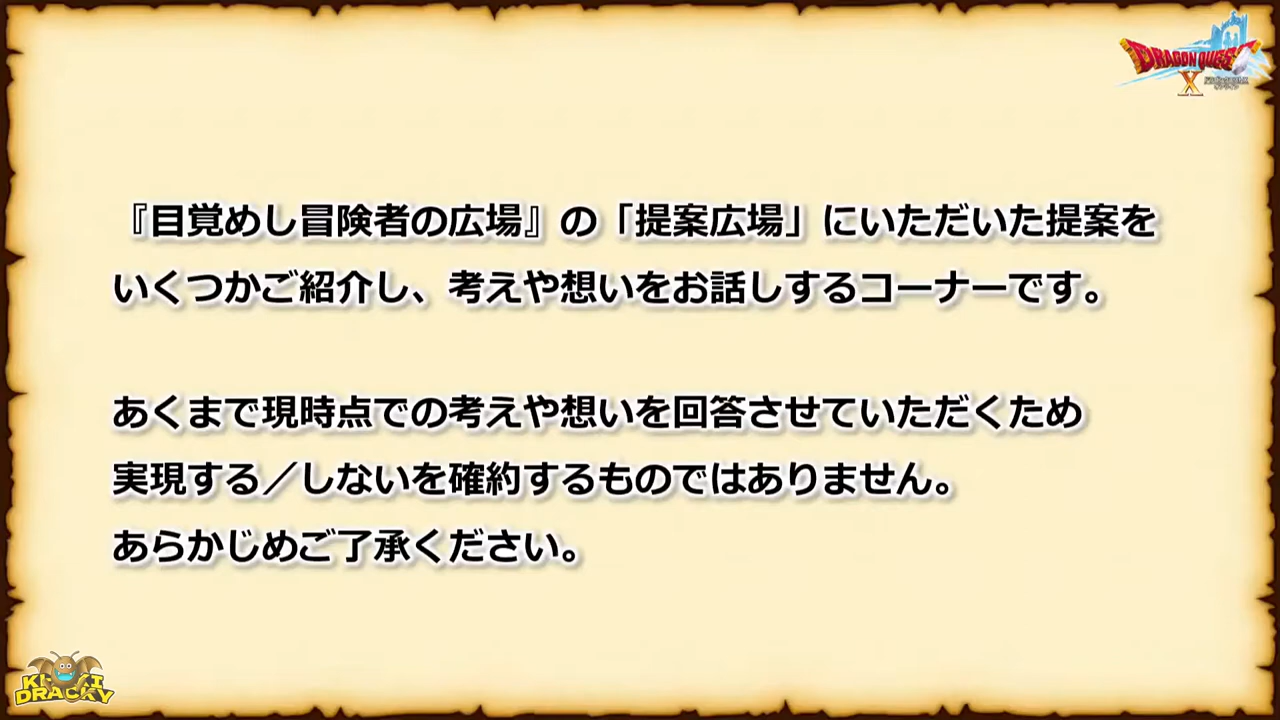 DRAGON QUEST
X
『目覚めし冒険者の広場』の「提案広場」にいただいた提案を
いくつかご紹介し、考えや想いをお話しするコーナーです。
あくまで現時点での考えや想いを回答させていただくため
実現する／しないを確約するものではありません。
あらかじめご了承ください。
DRACKY